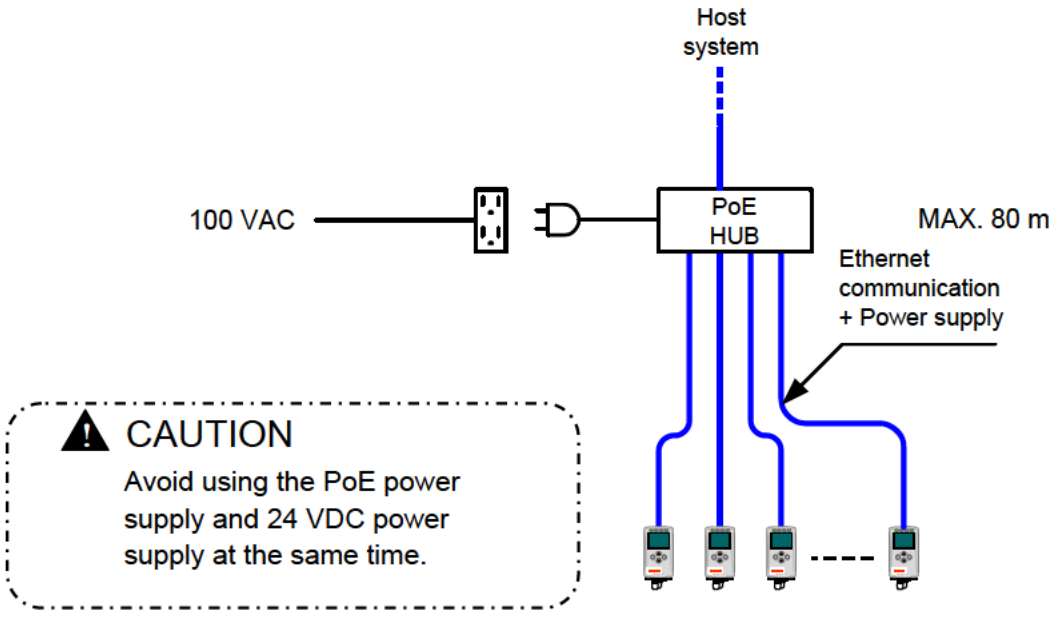 Host
system
100 VAC
PoE
HUB
MAX. 80 m
Ethernet
communication
+ Power supply
! CAUTION
Avoid using the PoE power
supply and 24 VDC power
supply at the same time.